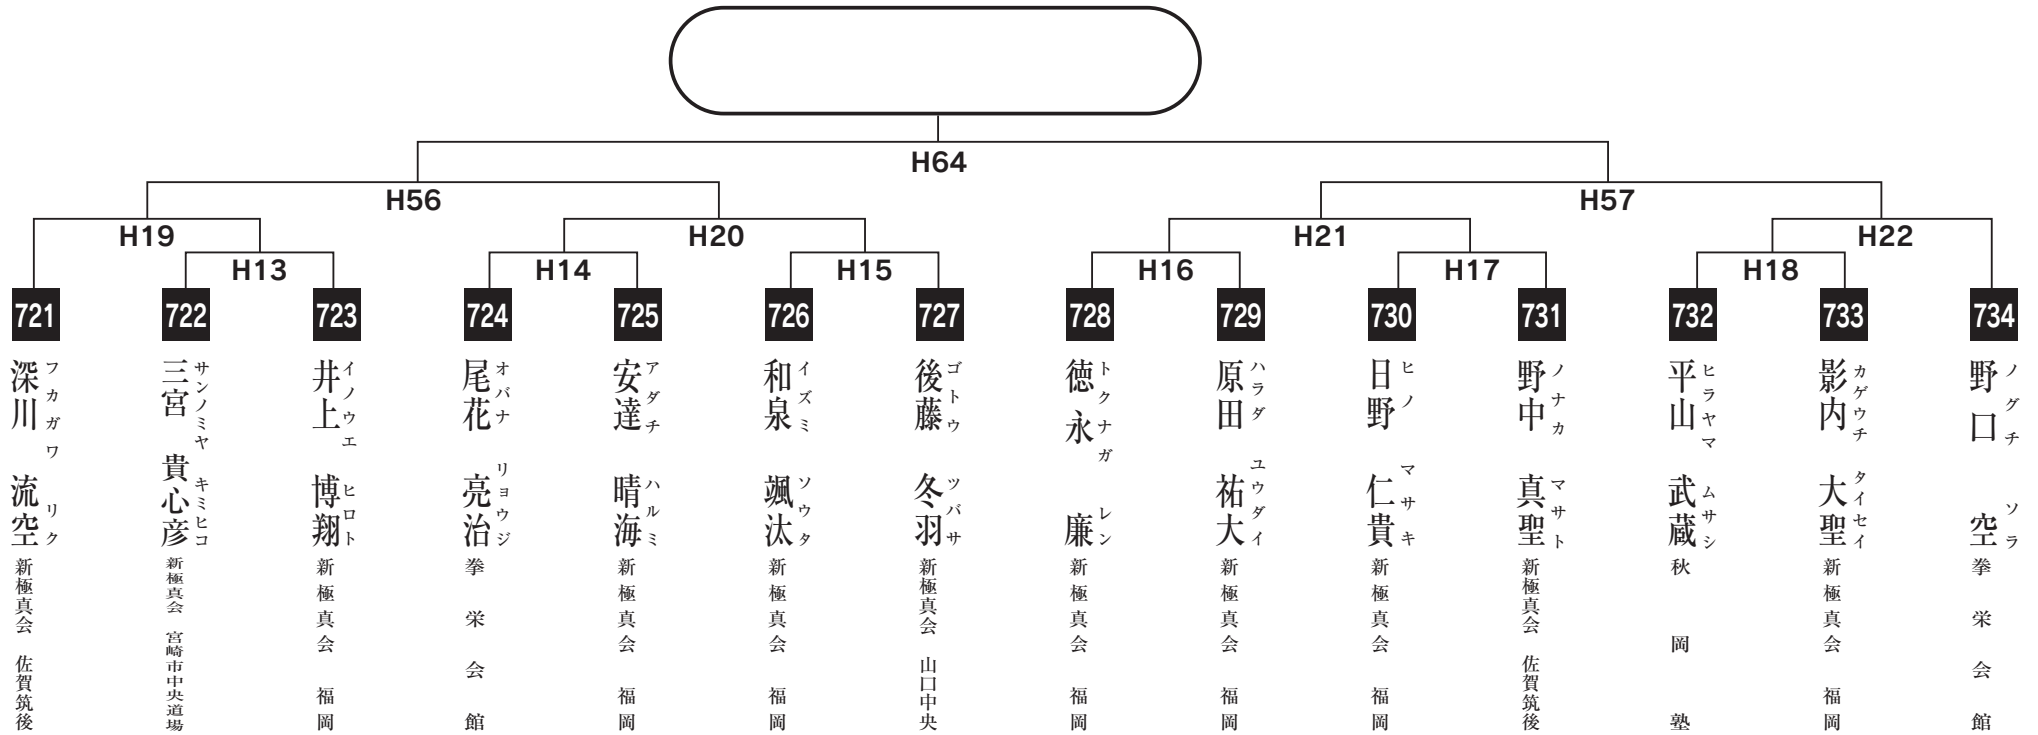 H64
H56
H57
H19
H20
H21
H22
H13
H14
H15
H16
H17
H18
721
深川 流空
フカガワ リク
新極真会 佐賀筑後
722
三宮 貴心彦
サンノミヤ キミヒコ
新極真会 宮崎市中央道場
723
井上 博翔
イノウエ ヒロト
新極真会 福岡
724
尾花 亮治
オバナ リョウジ
拳栄会館
725
安達 晴海
アダチ ハルミ
新極真会 福岡
726
和泉 颯汰
イズミ ソウタ
新極真会 福岡
727
後藤 冬羽
ゴトウ ツバサ
新極真会 山口中央
728
徳永 廉
トクナガ レン
新極真会 福岡
729
原田 祐大
ハラダ ユウダイ
新極真会 福岡
730
日野 仁貴
ヒノ マサキ
新極真会 福岡
731
野中 真聖
ノナカ マサト
新極真会 佐賀筑後
732
平山 武蔵
ヒラヤマ ムサシ
秋岡塾
733
影内 大聖
カゲウチ タイセイ
新極真会 福岡
734
野口 空
ノグチ ソラ
拳栄会館